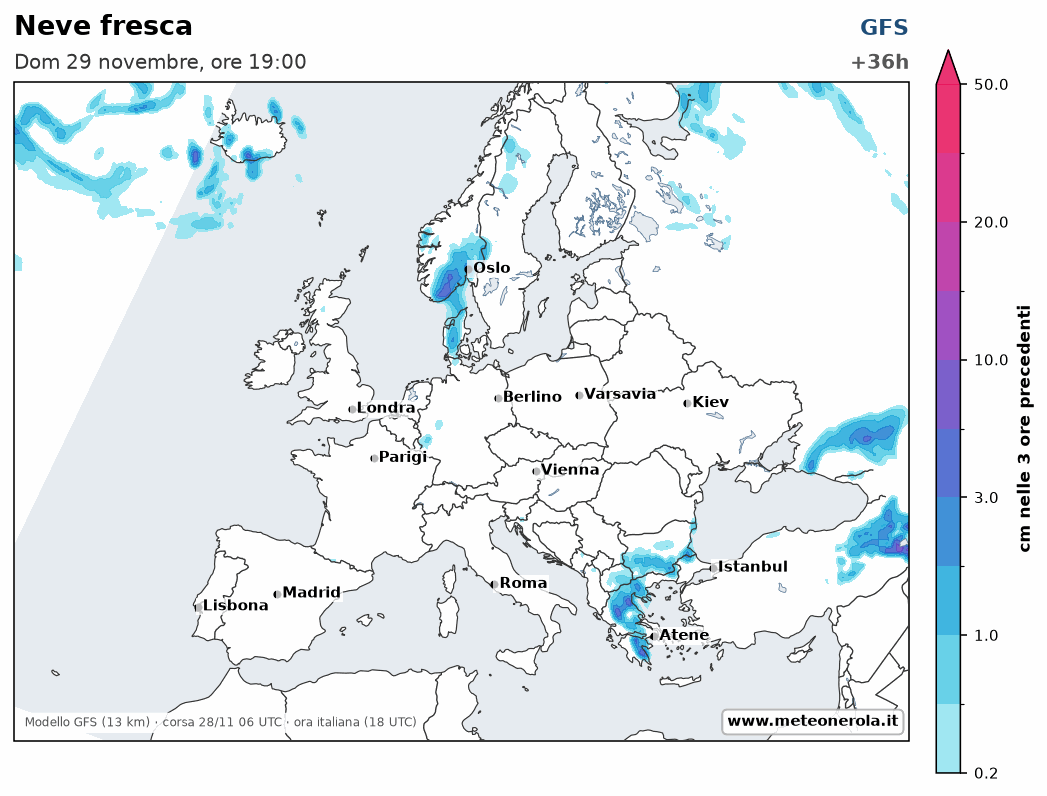 Neve fresca
GFS
Dom 29 novembre, ore 19:00
+36h
50.0
20.0
10.0
3.0
1.0
0.2
cm nelle 3 ore precedenti
Oslo
Berlino
Varsavia
Kiev
Londra
Parigi
Vienna
Istanbul
Roma
Madrid
Lisbona
Atene
Modello GFS (13 km) · corsa 28/11 06 UTC · ora italiana (18 UTC)
www.meteonerola.it